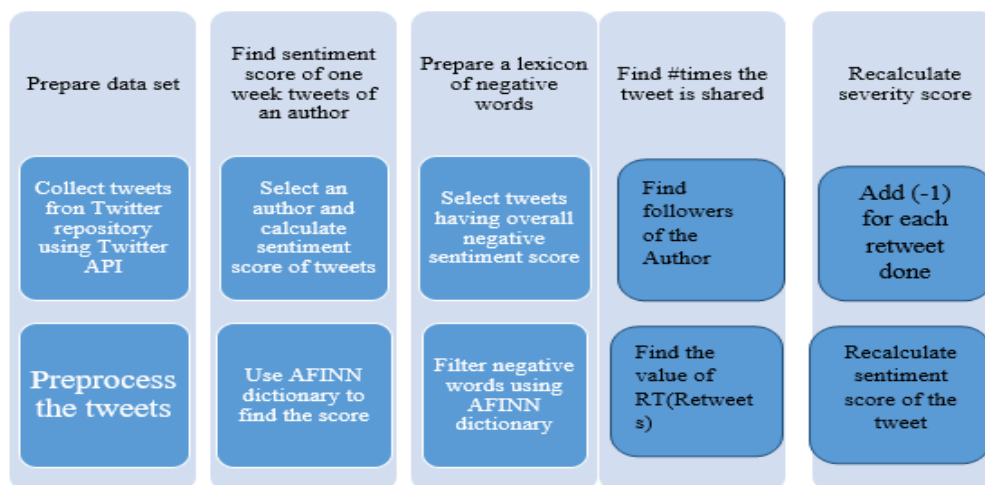 Prepare data set
Collect tweets
fron Twitter
repository
using Twitter
API
Preprocess
the tweets
Find sentiment
score of one
week tweets of
an author
Select an
author and
calculate
sentiment
score of tweets
Use AFINN
dictionary to
find the score
Prepare a lexicon
of negative
words
Select tweets
having overall
negative
sentiment score
Filter negative
words using
AFINN
dictionary
Find #times the
tweet is shared
Find
followers
of the
Author
Find the
value of
RT(Retweet
s)
Recalculate
severity score
Add (-1)
for each
retweet
done
Recalculate
sentiment
score of the
tweet